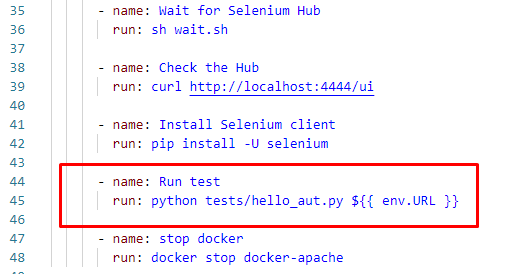 35 - name: Wait for Selenium Hub
36 run: sh wait.sh
37
38 - name: Check the Hub
39 run: curl http://localhost:4444/ui
40
41 - name: Install Selenium client
42 run: pip install -U selenium
43
44 - name: Run test
45 run: python tests/hello_aut.py ${{ env.URL }}
46
47 - name: stop docker
48 run: docker stop docker-apache
49